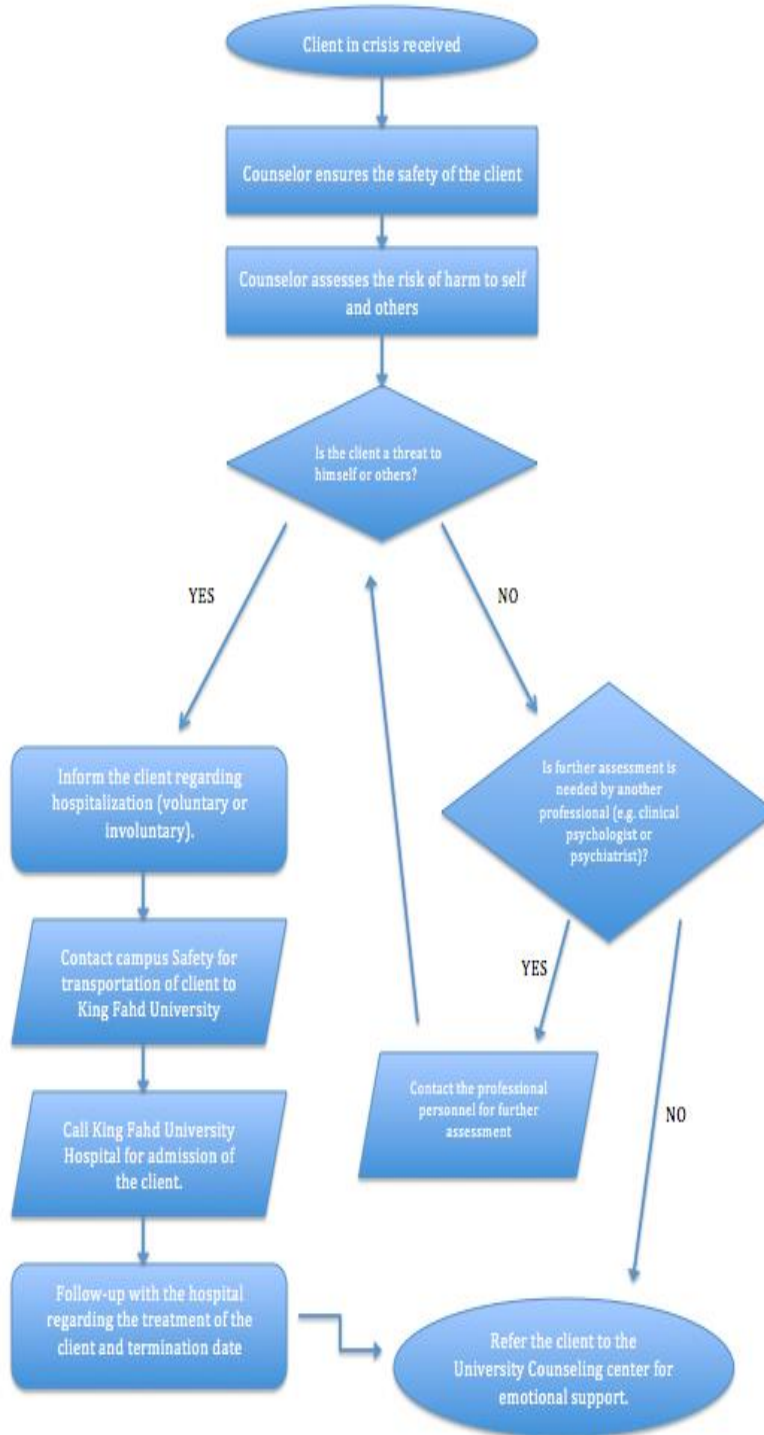 Client in crisis received
Counselor ensures the safety of the client
Counselor assesses the risk of harm to self
and others
Is the client a threat to
himself or others?
YES
NO
Inform the client regarding
hospitalization (voluntary or
involuntary).
Is further assessment is
needed by another
professional (e.g. clinical
psychologist or
psychiatrist)?
Contact campus Safety for
transportation of client to
King Fahd University
YES
Contact the professional
personnel for further
assessment
NO
Call King Fahd University
Hospital for admission of
the client.
Follow-up with the hospital
regarding the treatment of the
client and termination date
Refer the client to the
University Counseling center for
emotional support.